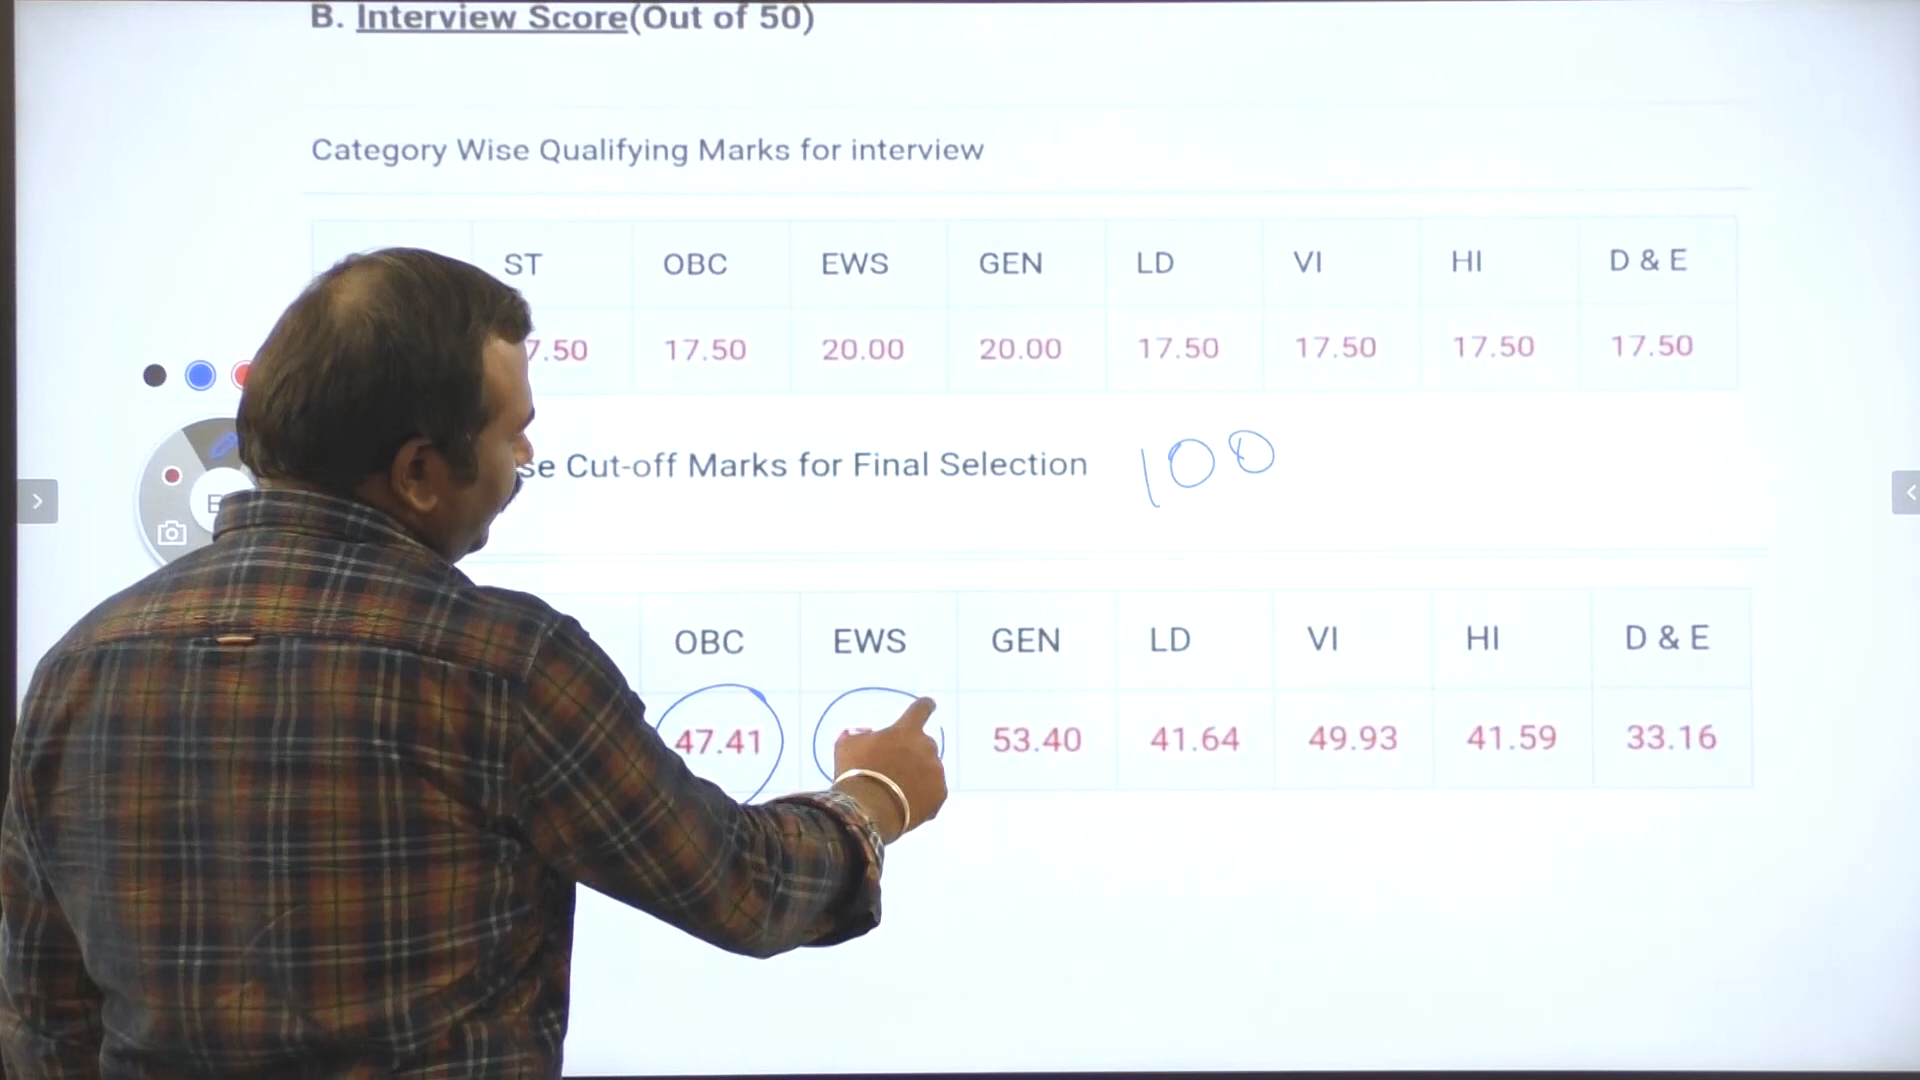 B. Interview Score(Out of 50)
Category Wise Qualifying Marks for interview
ST OBC EWS GEN LD VI HI D & E
7.50 17.50 20.00 20.00 17.50 17.50 17.50 17.50
se Cut-off Marks for Final Selection 100
OBC EWS GEN LD VI HI D & E
47.41 53.40 41.64 49.93 41.59 33.16